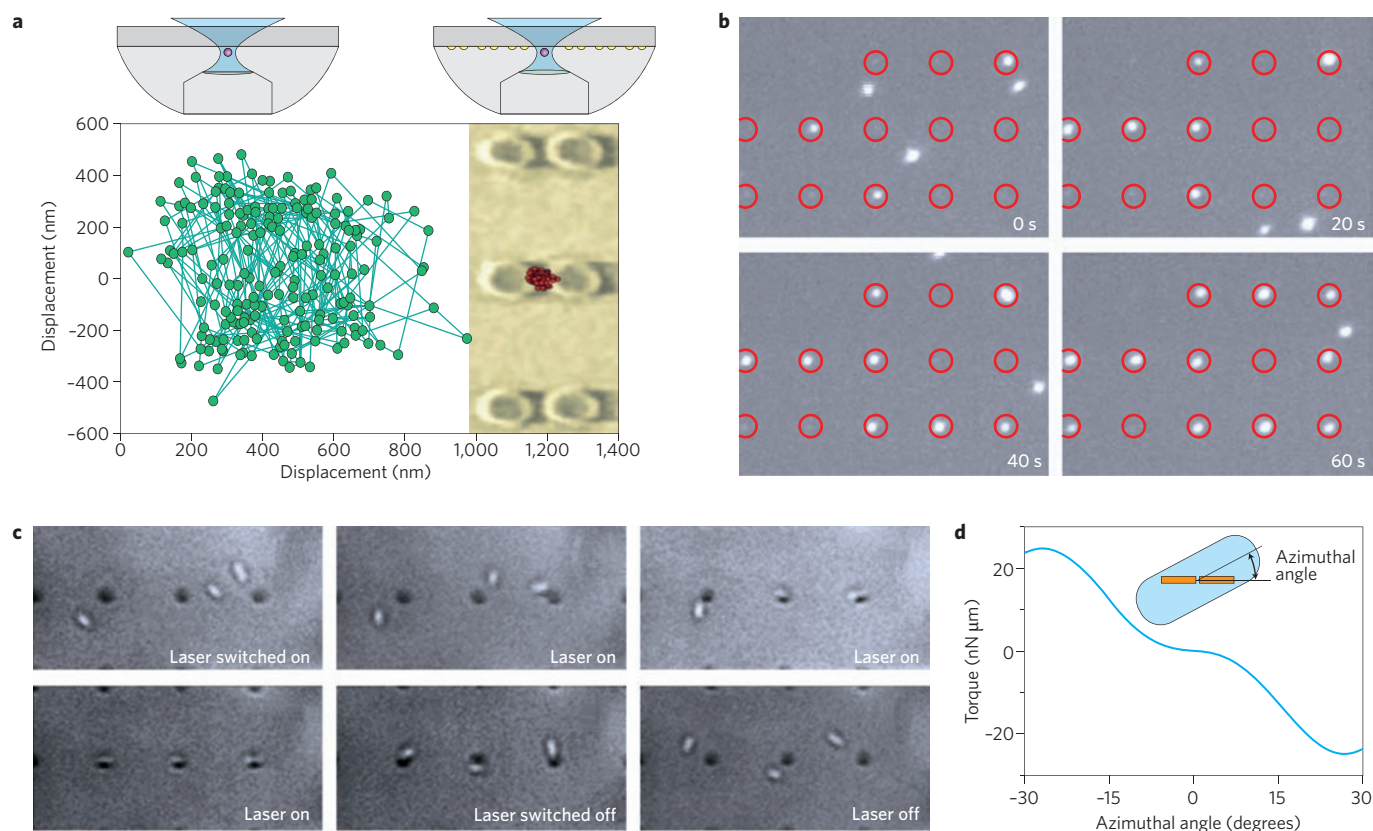 a
600
400
200
0
−200
−400
−600
Displacement (nm)
0
200
400
600
800
1,000
1,200
1,400
Displacement (nm)
b
0 s
20 s
40 s
60 s
c
Laser switched on
Laser on
Laser on
Laser on
Laser switched off
Laser off
d
Azimuthal
angle
20
0
−20
Torque (nN μm)
−30
−15
0
15
30
Azimuthal angle (degrees)